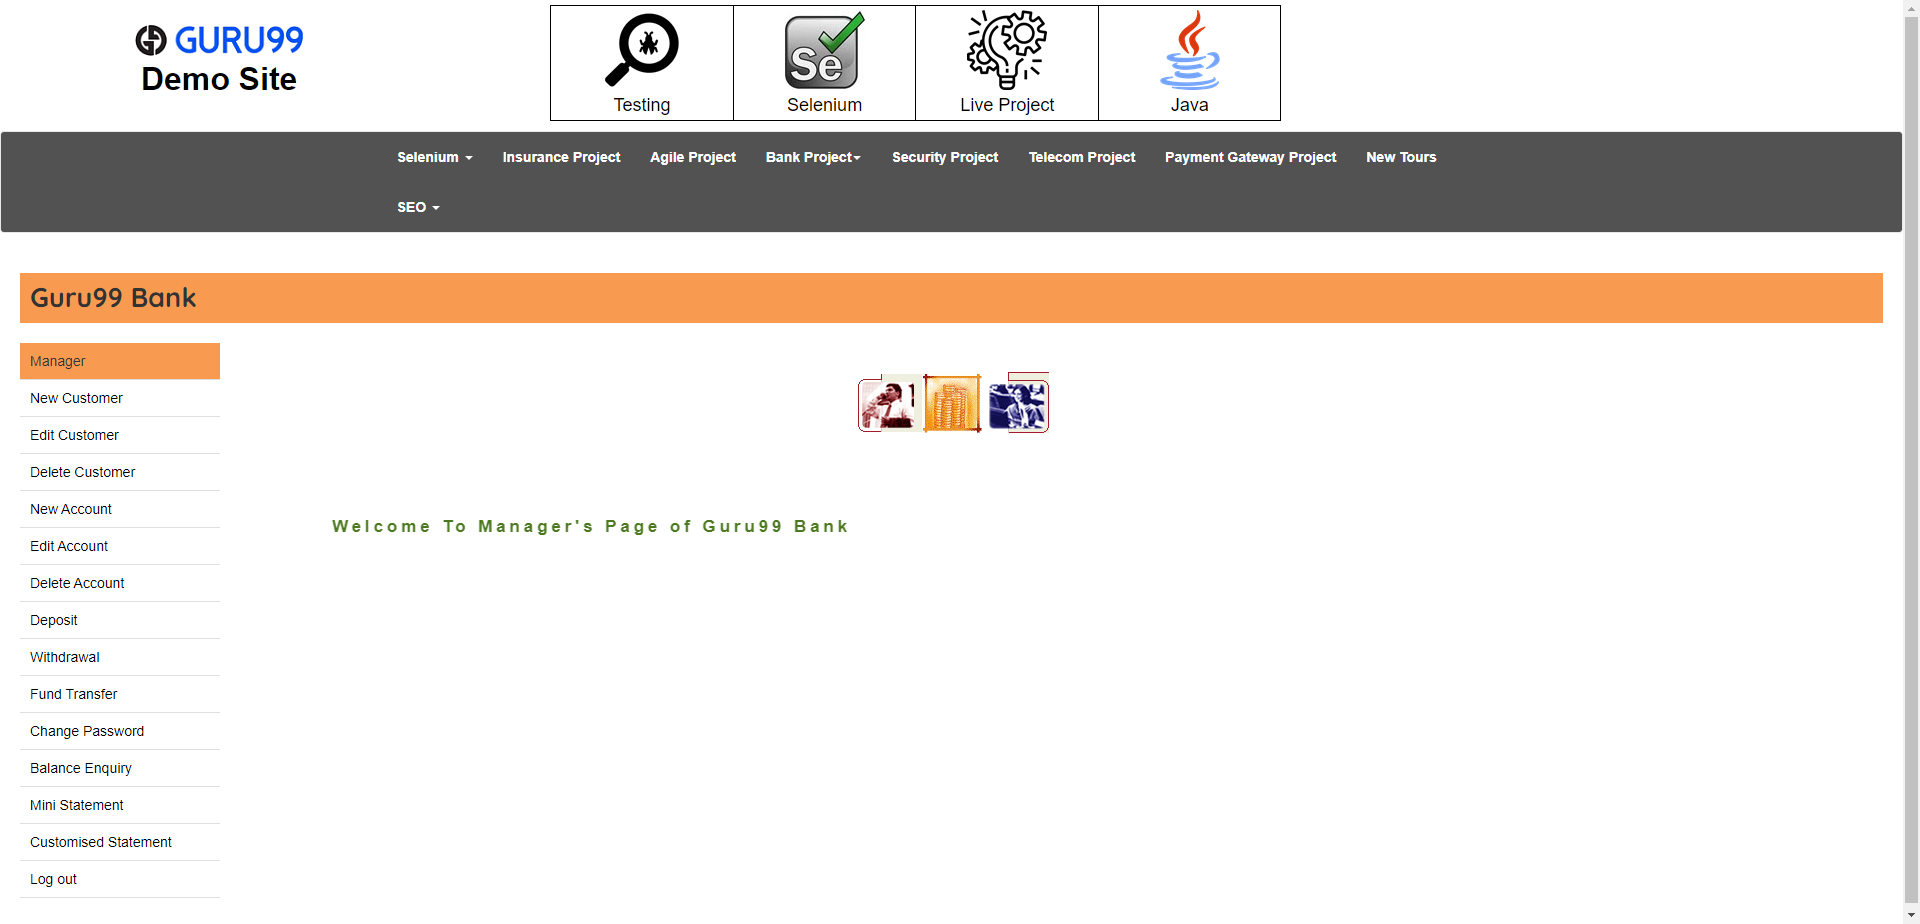 GURU99
Demo Site
Testing
Se
Selenium
Live Project
Java
Selenium
Insurance Project
Agile Project
Bank Project
Security Project
Telecom Project
Payment Gateway Project
New Tours
SEO
Guru99 Bank
Manager
New Customer
Edit Customer
Delete Customer
New Account
Edit Account
Delete Account
Deposit
Withdrawal
Fund Transfer
Change Password
Balance Enquiry
Mini Statement
Customised Statement
Log out
Welcome To Manager's Page of Guru99 Bank